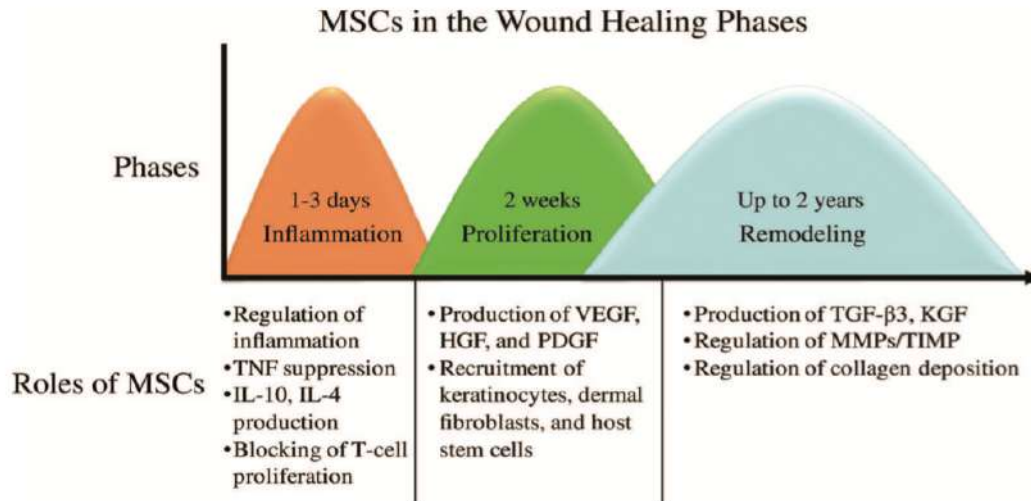 MSCs in the Wound Healing Phases
Phases
1-3 days
Inflammation
2 weeks
Proliferation
Up to 2 years
Remodeling
Roles of MSCs
•Regulation of
inflammation
•TNF suppression
•IL-10, IL-4
production
•Blocking of T-cell
proliferation
•Production of VEGF,
HGF, and PDGF
•Recruitment of
keratinocytes, dermal
fibroblasts, and host
stem cells
•Production of TGF-β3, KGF
•Regulation of MMPs/TIMP
•Regulation of collagen deposition